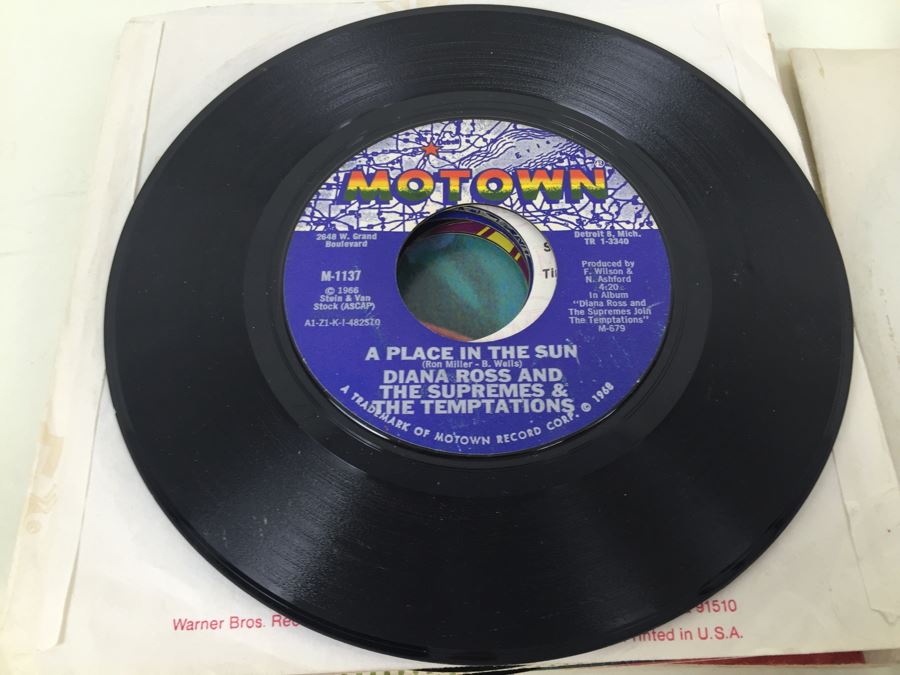 MOTOWN
2648 W. Grand
Boulevard
Detroit 8, Mich.
TR 1-3340
M-1137
© 1966
Stein & Van
Stock (ASCAP)
Produced by
F. Wilson &
N. Ashford
4:20
In Album
"Diana Ross and
The Supremes Join
The Temptations"
M-679
A PLACE IN THE SUN
(Ron Miller - B. Wells)
DIANA ROSS AND
THE SUPREMES &
THE TEMPTATIONS
A TRADEMARK OF MOTOWN RECORD CORP. © 1968
Warner Bros.
91510
in U.S.A.